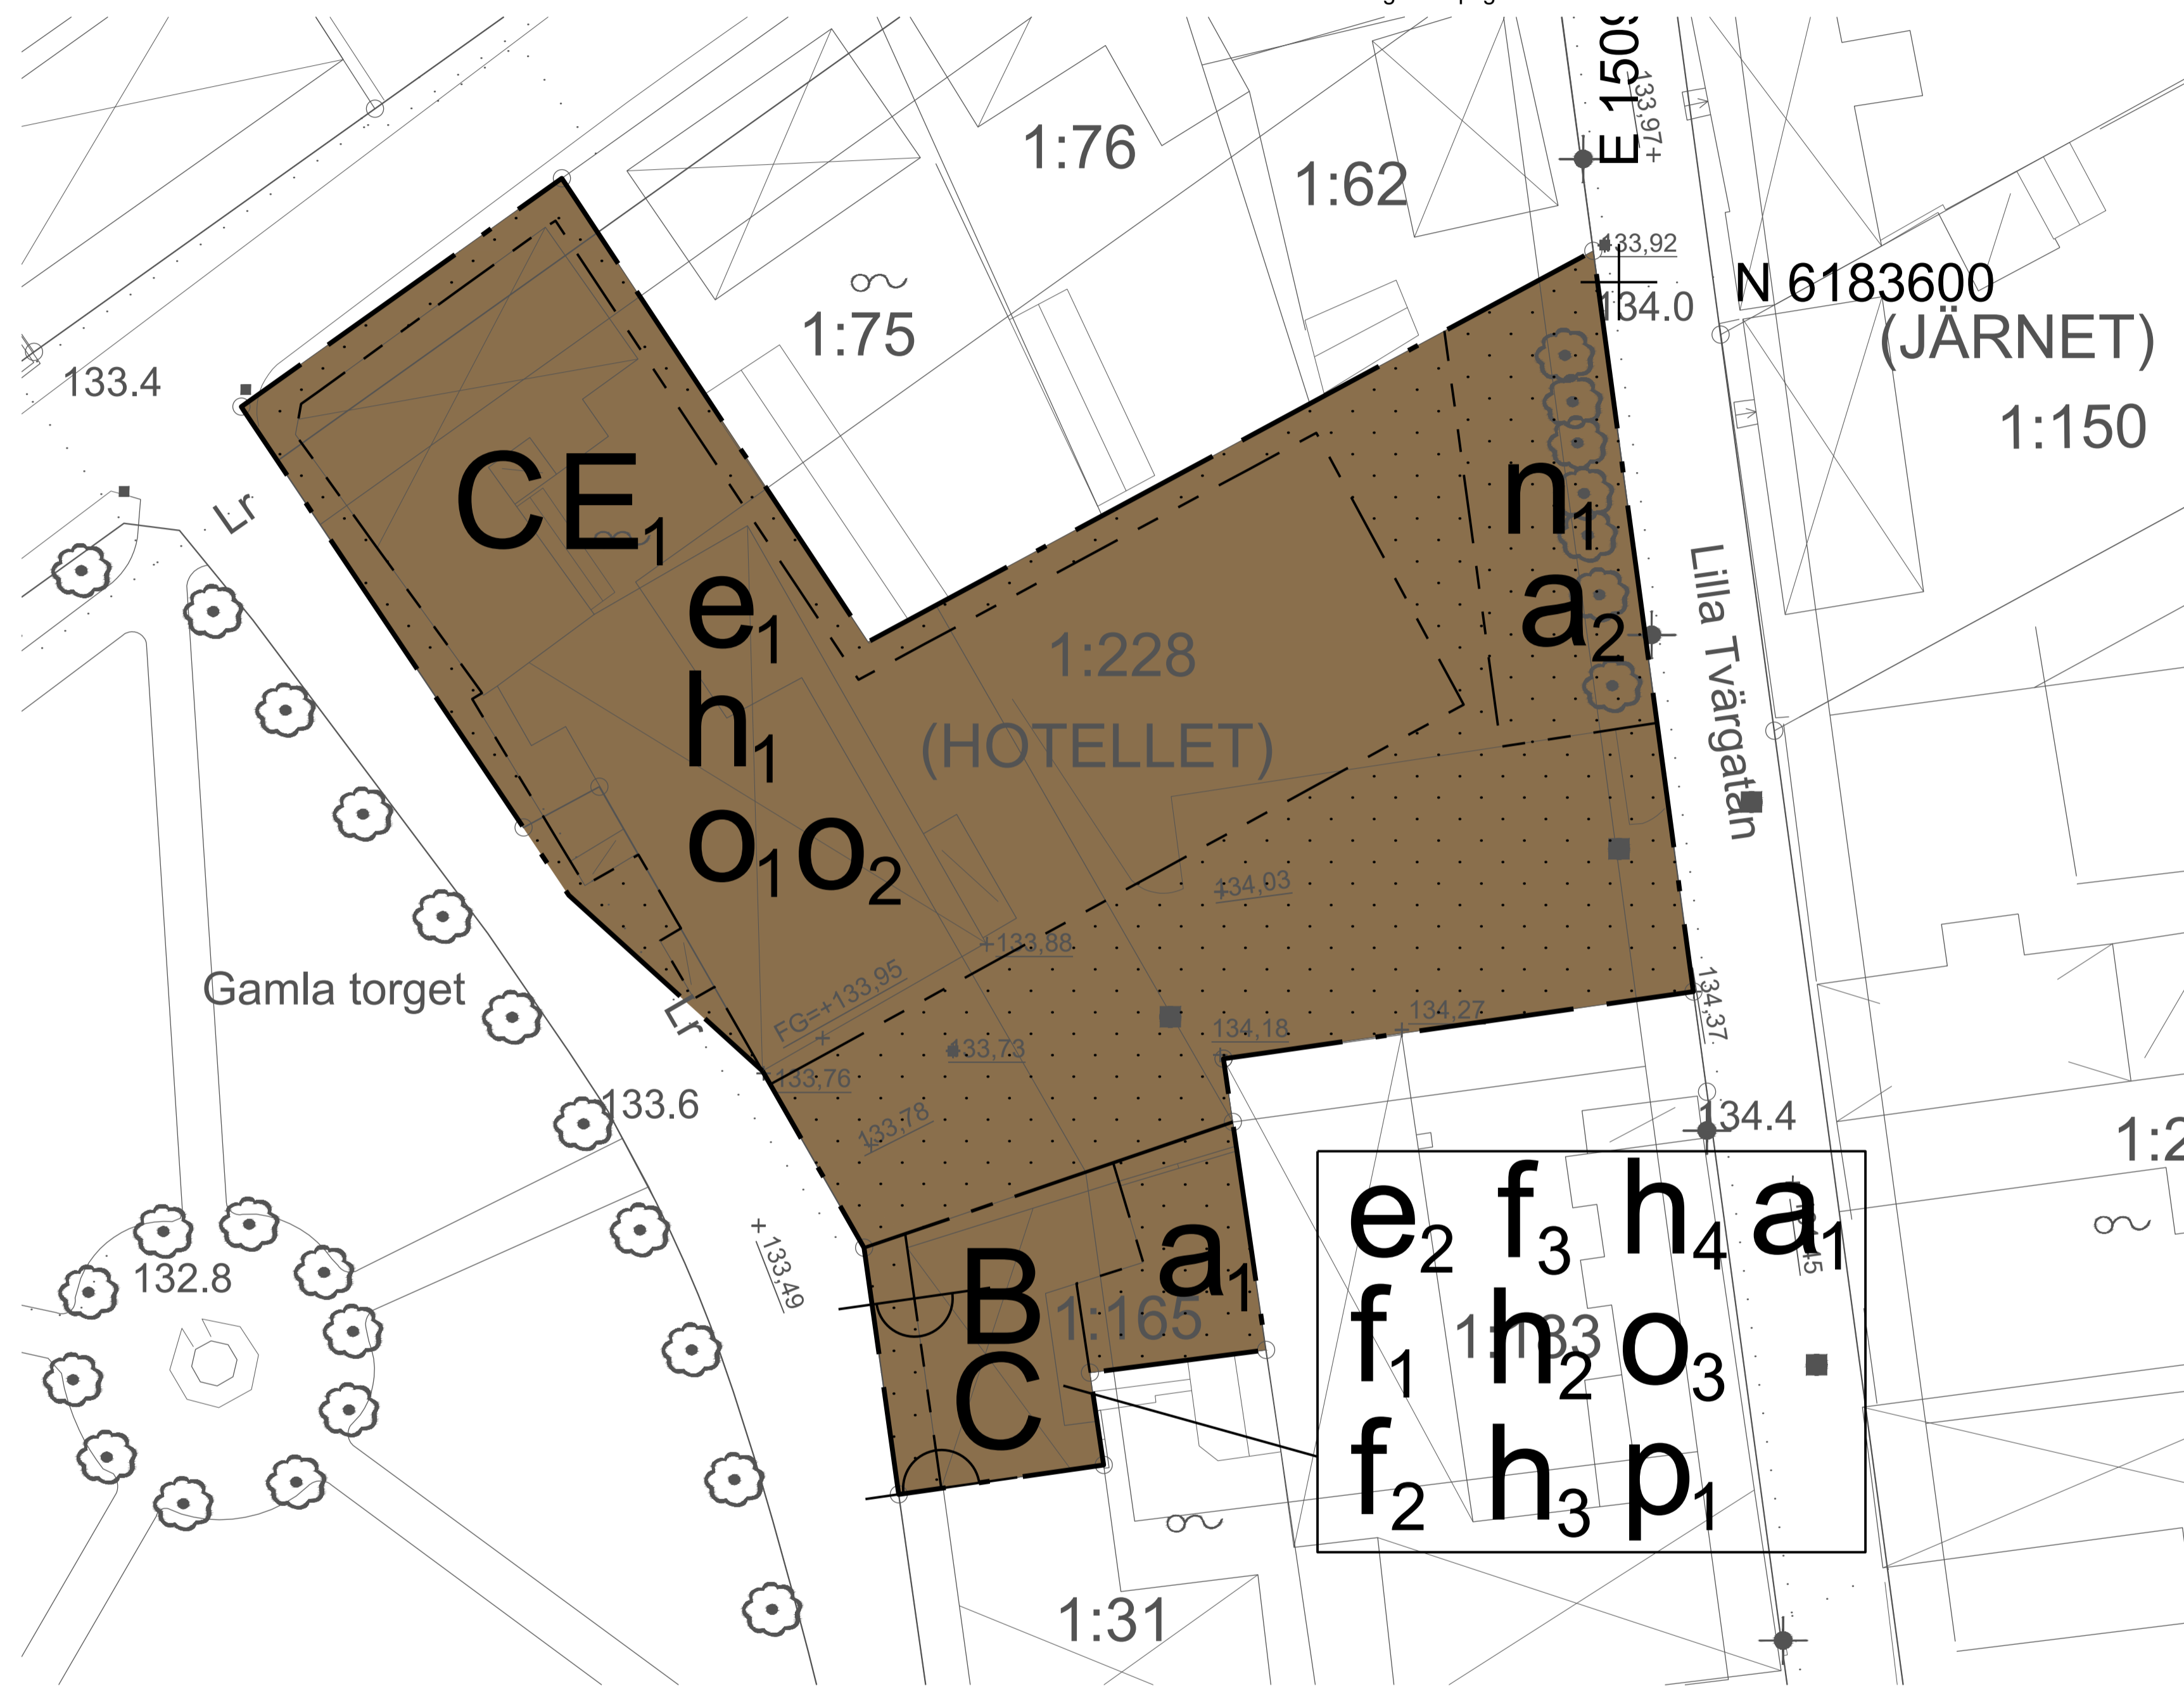 E 1509
133,97+
1:76
1:62
133,92
N 6183600
134.0
(JÄRNET)
1:75
133.4
1:150
CE1
n1
Lr
e1
a2
1:228
Lilla Tvärgatan
h1
(HOTELLET)
o1o2
134,03
+133,88
Gamla torget
FG=+133,95
134,37
Lr
134,27
134,18
133,73
133,76
133.6
133,78
134.4
e2 f3 h4 a1
+133,49
B
a1
132.8
1:165
f1 h2 o3
1:133
C
f2 h3 p1
1:31